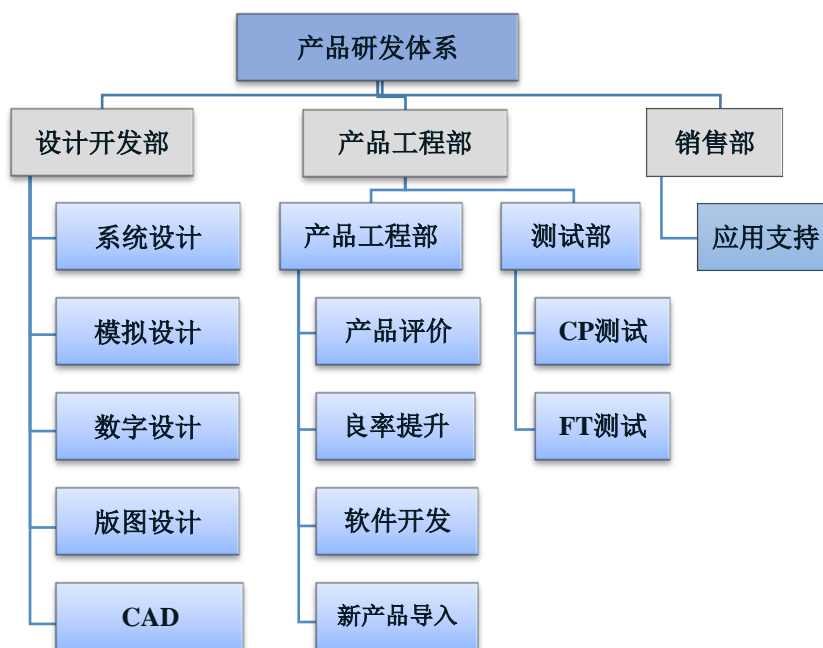 产品研发体系
设计开发部
产品工程部
销售部
系统设计
产品工程部
测试部
应用支持
模拟设计
产品评价
CP测试
数字设计
良率提升
FT测试
版图设计
软件开发
CAD
新产品导入